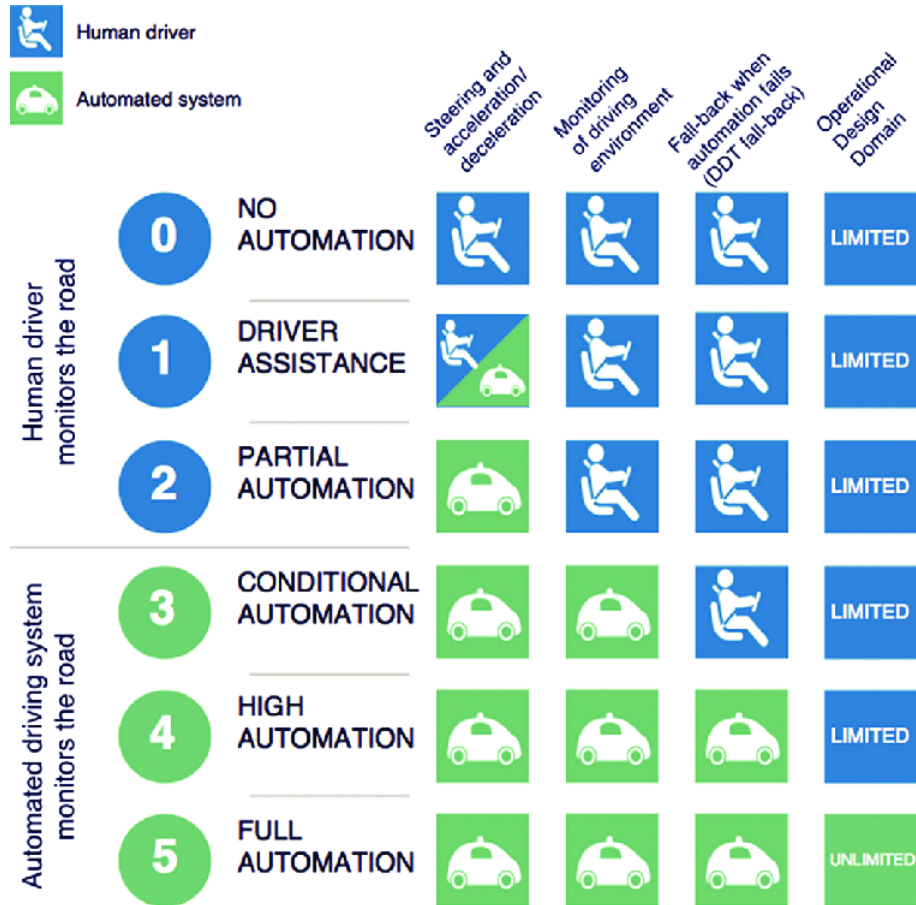 Human driver
Automated system
Steering and
acceleration/
deceleration
Monitoring
of driving
environment
Fall-back when
automation fails
(DDT fall-back)
Operational
Design
Domain
Human driver
monitors the road
0
NO
AUTOMATION
LIMITED
1
DRIVER
ASSISTANCE
LIMITED
2
PARTIAL
AUTOMATION
LIMITED
Automated driving system
monitors the road
3
CONDITIONAL
AUTOMATION
LIMITED
4
HIGH
AUTOMATION
LIMITED
5
FULL
AUTOMATION
UNLIMITED